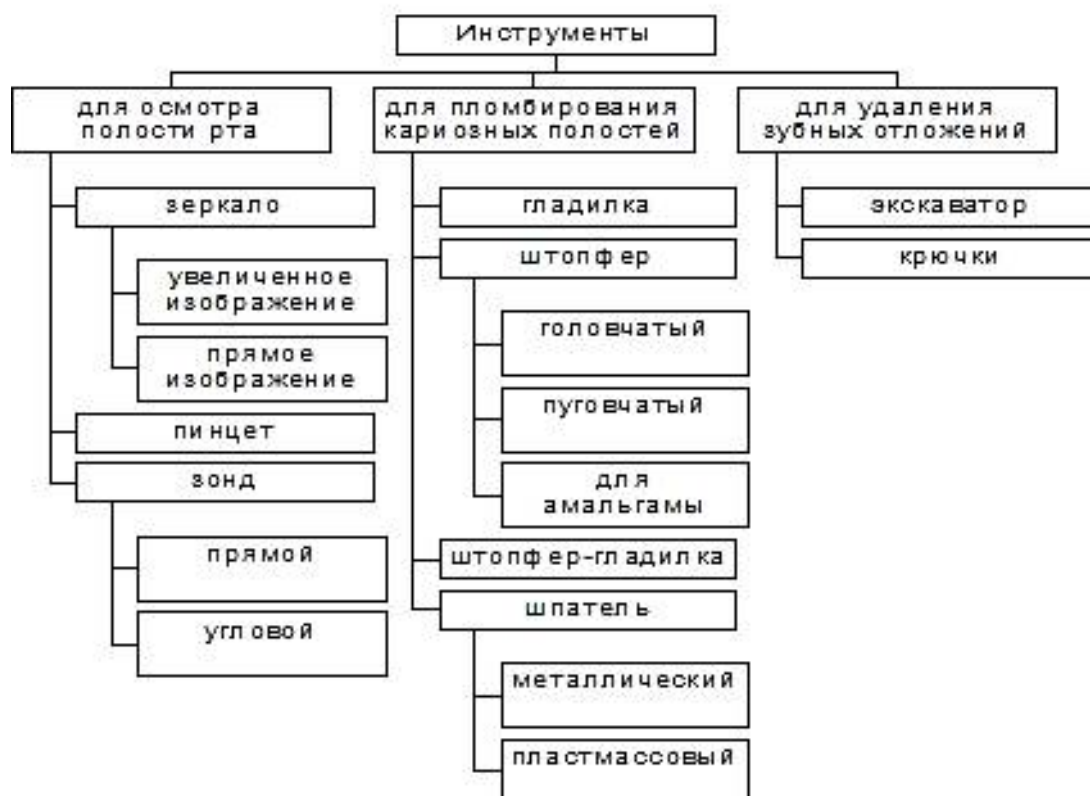 Инструменты
для осмотра
полости рта
зеркало
увеличенное
изображение
прямое
изображение
пинцет
зонд
прямой
угловой
для пломбирования
кариозных полостей
гладилка
штопфер
головчатый
пуговчатый
для
амальгамы
штопфер-гладилка
шпатель
металлический
пластмассовый
для удаления
зубных отложений
экскаватор
крючки